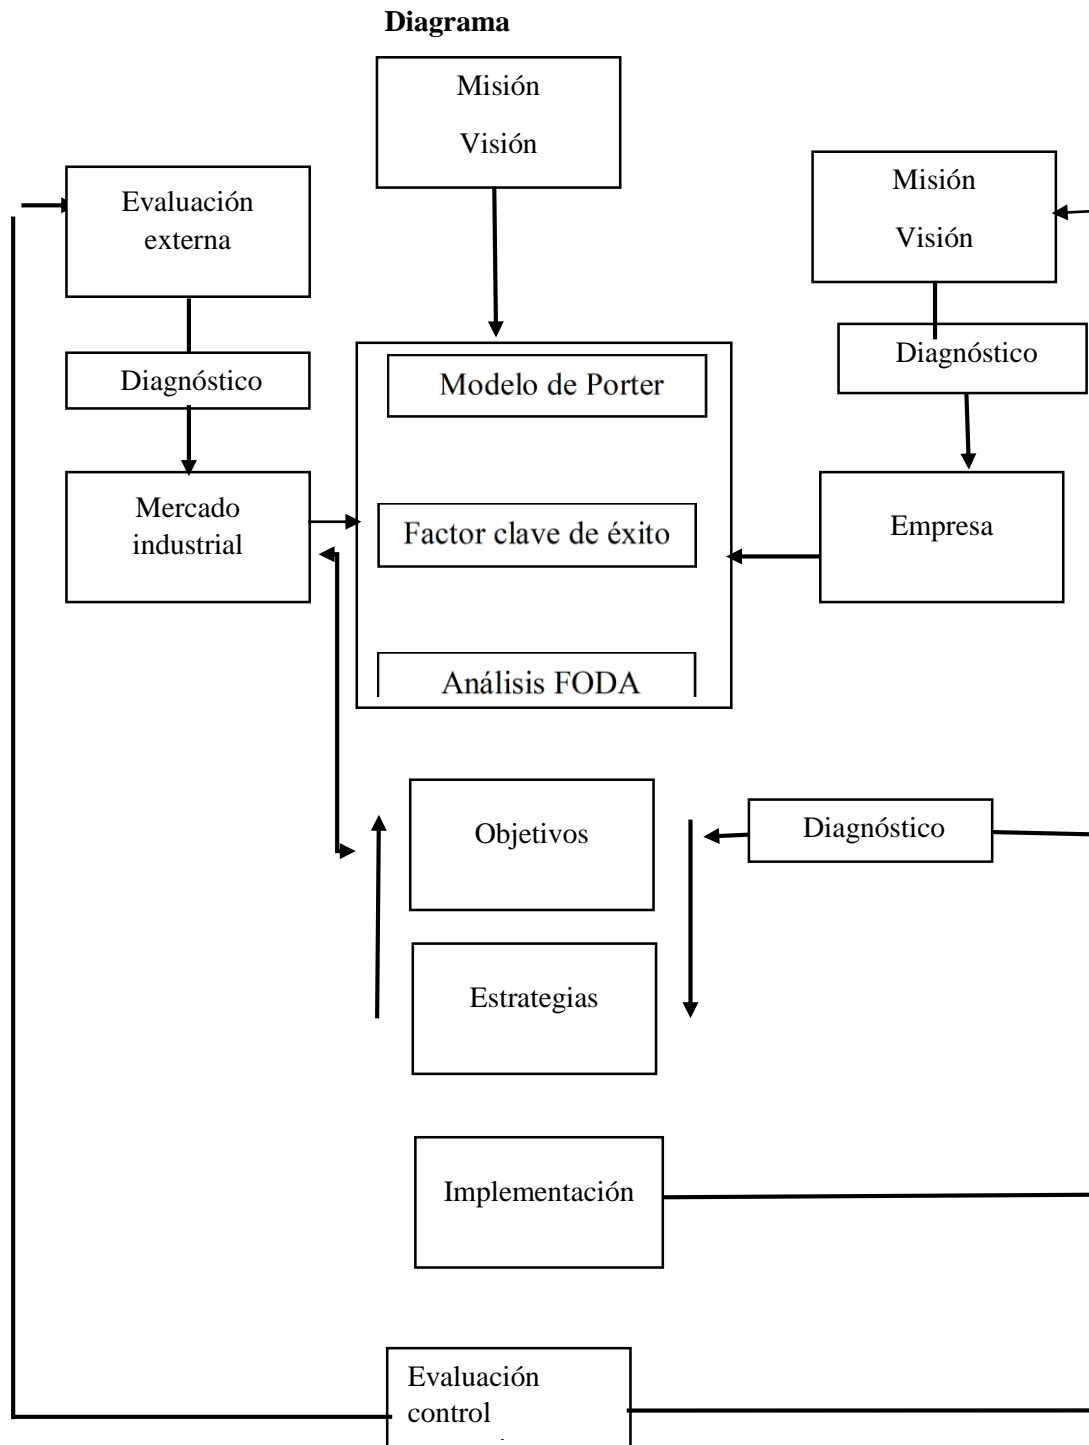 Diagrama
Misión
Visión
Evaluación
externa
Misión
Visión
Diagnóstico
Diagnóstico
Modelo de Porter
Mercado
industrial
Factor clave de éxito
Empresa
Análisis FODA
Objetivos
Diagnóstico
Estrategias
Implementación
Evaluación
control